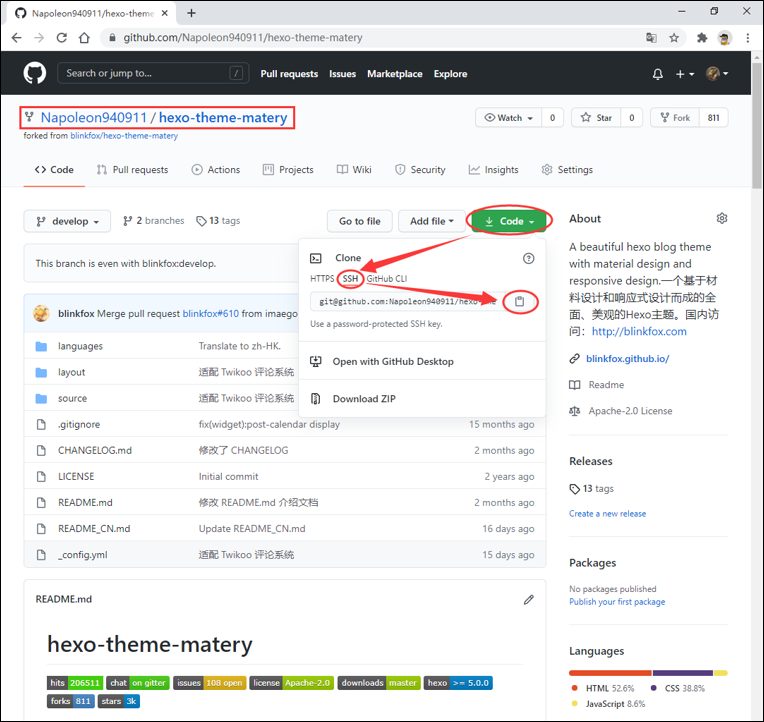 Napoleon940911/hexo-theme-
github.com/Napoleon940911/hexo-theme-matery
Search or jump to...
/
Pull requests Issues Marketplace Explore
Napoleon940911 / hexo-theme-matery
forked from blinkfox/hexo-theme-matery
Watch 0 Star 0 Fork 811
Code Pull requests Actions Projects Wiki Security Insights Settings
develop 2 branches 13 tags Go to file Add file Code
This branch is even with blinkfox:develop.
Clone
HTTPS SSH GitHub CLI
git@github.com:Napoleon940911/hexo-the
Use a password-protected SSH key.
Open with GitHub Desktop
Download ZIP
blinkfox Merge pull request blinkfox#610 from imaego
languages Translate to zh-HK.
layout 适配 Twikoo 评论系统
source 适配 Twikoo 评论系统
.gitignore fix(widget):post-calendar display 15 months ago
CHANGELOG.md 修改了 CHANGELOG 2 months ago
LICENSE Initial commit 2 years ago
README.md 修改 README.md 介绍文档 2 months ago
README_CN.md Update README_CN.md 16 days ago
_config.yml 适配 Twikoo 评论系统 15 days ago
README.md
hexo-theme-matery
hits 206511 chat on gitter issues 108 open license Apache-2.0 downloads master hexo >= 5.0.0
forks 811 stars 3k
About
A beautiful hexo blog theme
with material design and
responsive design.一个基于材
料设计和响应式设计而成的全
面、美观的Hexo主题。国内访
问：http://blinkfox.com
blinkfox.github.io/
Readme
Apache-2.0 License
Releases
13 tags
Create a new release
Packages
No packages published
Publish your first package
Languages
HTML 52.6% CSS 38.8%
JavaScript 8.6%